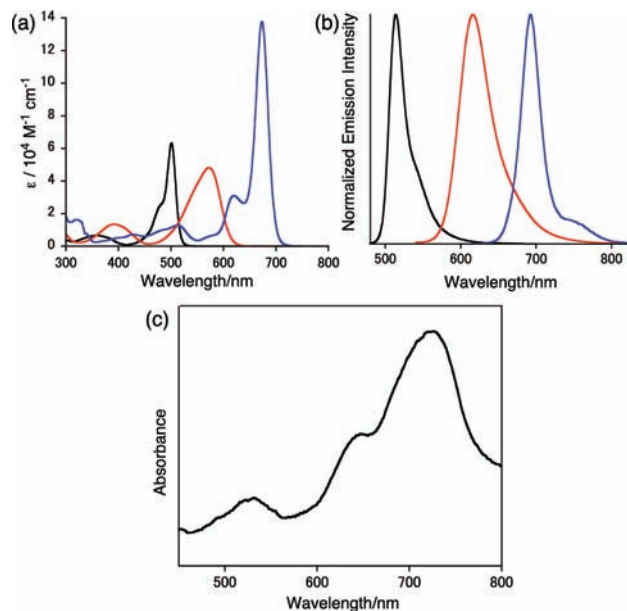 (a)
14
12
10
8
6
4
2
0
ε / 10⁴ M⁻¹ cm⁻¹
300 400 500 600 700 800
Wavelength/nm
(b)
Normalized Emission Intensity
500 600 700 800
Wavelength/nm
(c)
Absorbance
500 600 700 800
Wavelength/nm